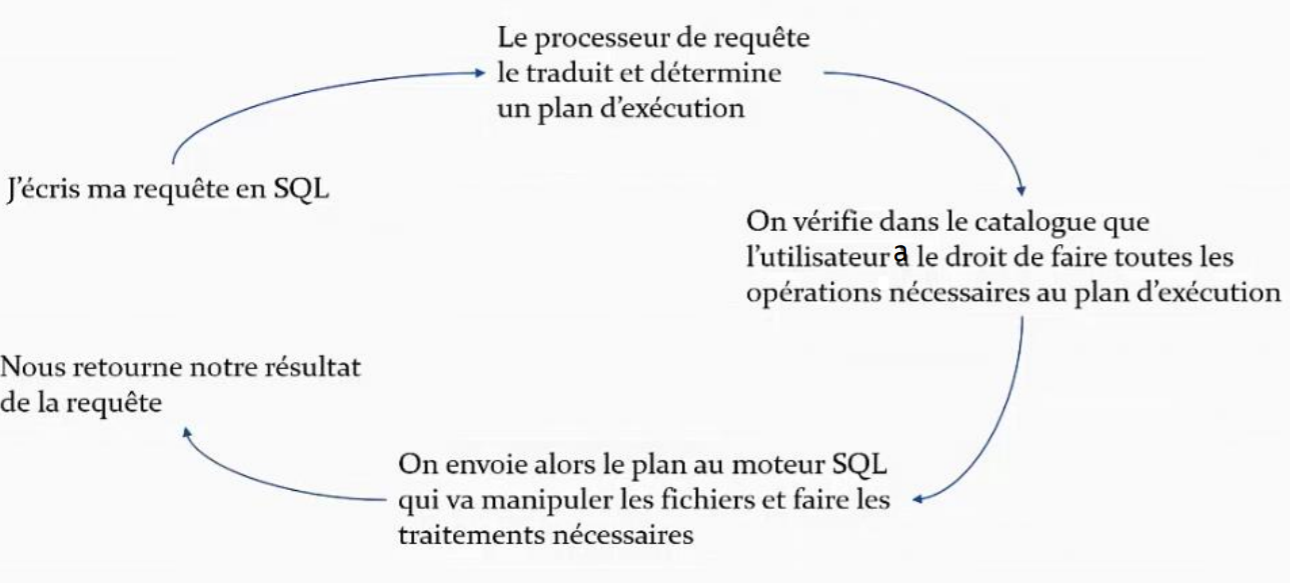 Le processeur de requête
le traduit et détermine
un plan d'exécution
J'écris ma requête en SQL
On vérifie dans le catalogue que
l'utilisateur a le droit de faire toutes les
opérations nécessaires au plan d'exécution
Nous retourne notre résultat
de la requête
On envoie alors le plan au moteur SQL
qui va manipuler les fichiers et faire les
traitements nécessaires